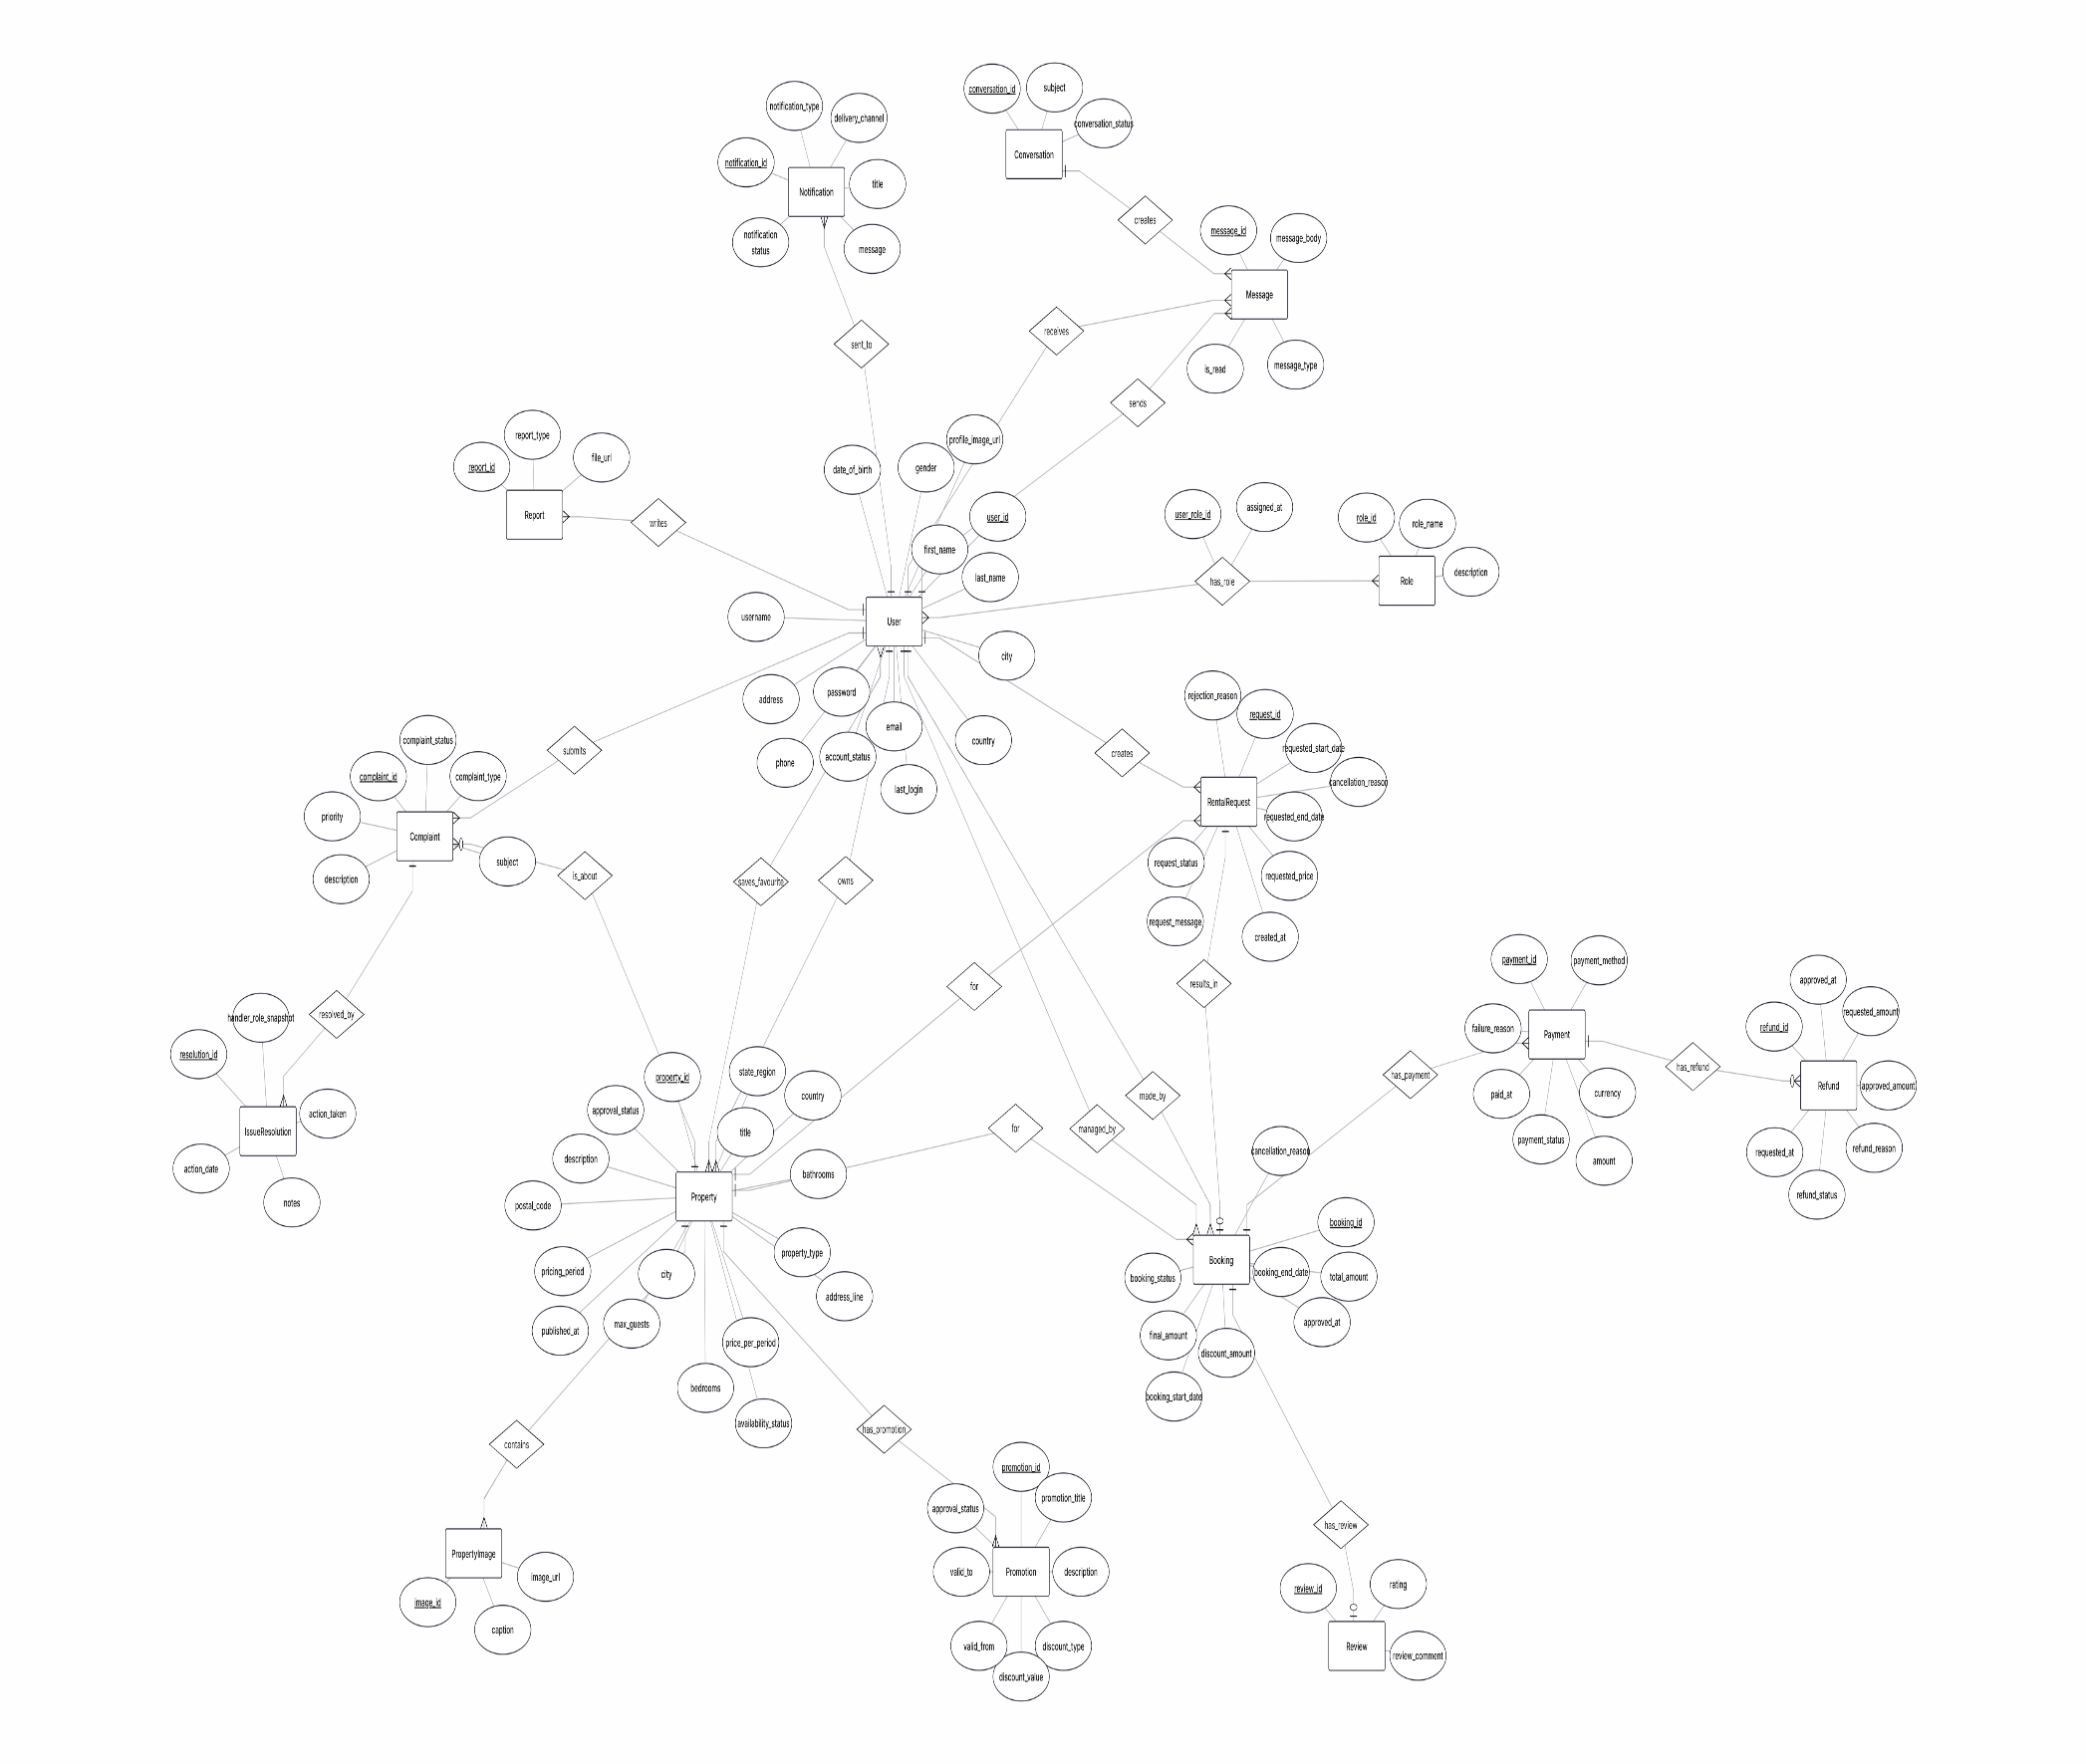 conversation_id
subject
conversation_status
Conversation
notification_type
delivery_channel
notification_id
title
Notification
notification
status
message
creates
message_id
message_body
Message
is_read
message_type
receives
sent_to
sends
report_type
report_id
file_url
Report
writes
date_of_birth
gender
profile_image_url
user_id
first_name
last_name
username
User
city
address
password
email
country
phone
account_status
last_login
user_role_id
assigned_at
has_role
role_id
role_name
Role
description
submits
complaint_status
complaint_id
complaint_type
priority
Complaint
description
subject
is_about
saves_favourite
owns
creates
rejection_reason
request_id
requested_start_date
cancellation_reason
RentalRequest
requested_end_date
request_status
requested_price
request_message
created_at
for
results_in
resolved_by
handler_role_snapshot
resolution_id
IssueResolution
action_taken
action_date
notes
payment_id
payment_method
failure_reason
Payment
paid_at
currency
payment_status
amount
has_payment
has_refund
approved_at
refund_id
requested_amount
Refund
approved_amount
requested_at
refund_reason
refund_status
made_by
managed_by
for
property_id
state_region
country
approval_status
title
description
bathrooms
postal_code
Property
pricing_period
city
property_type
address_line
published_at
max_guests
price_per_period
bedrooms
availability_status
cancellation_reason
booking_id
Booking
booking_status
booking_end_date
total_amount
final_amount
approved_at
discount_amount
booking_start_date
contains
has_promotion
promotion_id
approval_status
promotion_title
valid_to
Promotion
description
valid_from
discount_type
discount_value
PropertyImage
image_url
image_id
caption
has_review
review_id
rating
Review
review_comment